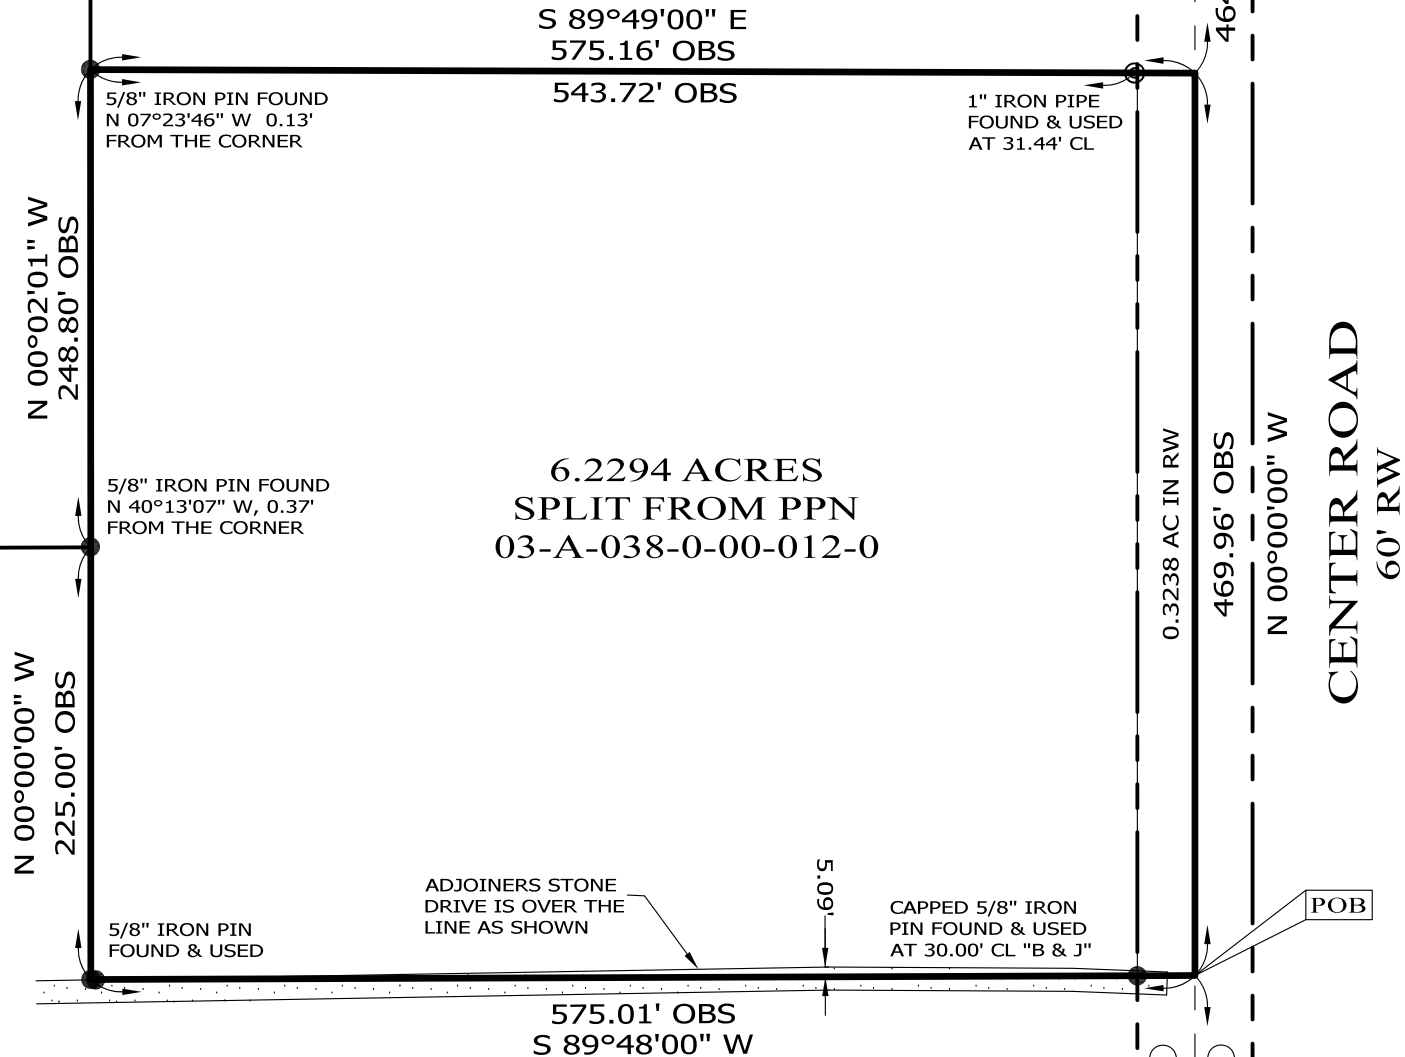 S 89°49'00" E
575.16' OBS
543.72' OBS
464
5/8" IRON PIN FOUND
N 07°23'46" W  0.13'
FROM THE CORNER
1" IRON PIPE
FOUND & USED
AT 31.44' CL
N 00°02'01" W
248.80' OBS
5/8" IRON PIN FOUND
N 40°13'07" W, 0.37'
FROM THE CORNER
6.2294 ACRES
SPLIT FROM PPN
03-A-038-0-00-012-0
0.3238 AC IN RW
469.96' OBS
N 00°00'00" W
CENTER ROAD
60' RW
N 00°00'00" W
225.00' OBS
5/8" IRON PIN
FOUND & USED
ADJOINERS STONE
DRIVE IS OVER THE
LINE AS SHOWN
5.09'
CAPPED 5/8" IRON
PIN FOUND & USED
AT 30.00' CL "B & J"
POB
575.01' OBS
S 89°48'00" W